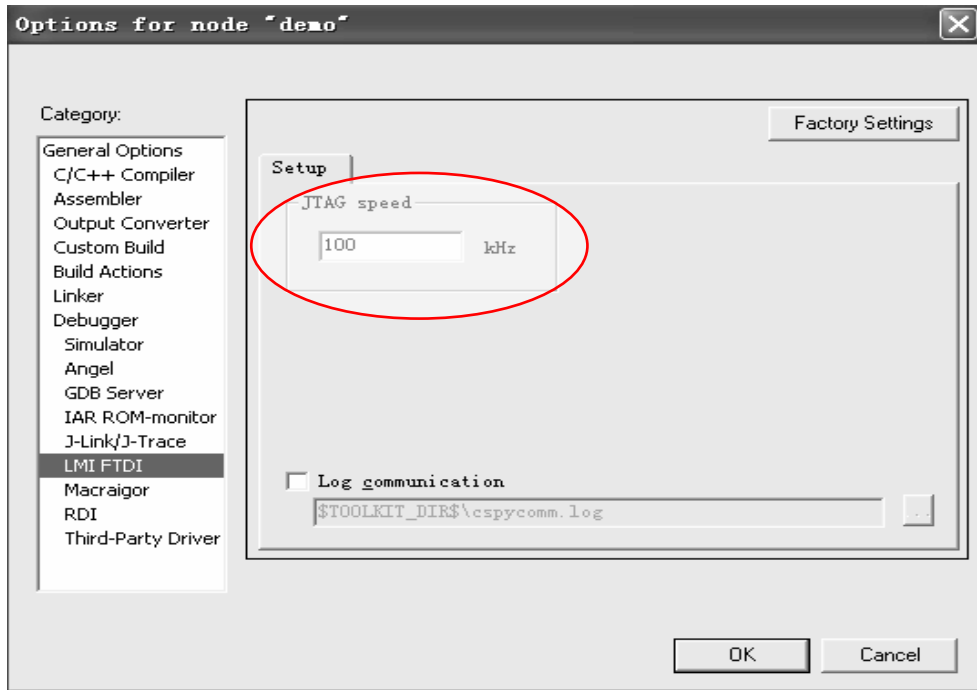 Options for node "demo"
Category:
Factory Settings
General Options
C/C++ Compiler
Assembler
Output Converter
Custom Build
Build Actions
Linker
Debugger
Simulator
Angel
GDB Server
IAR ROM-monitor
J-Link/J-Trace
LMI FTDI
Macraigor
RDI
Third-Party Driver
Setup
JTAG speed
100 kHz
Log communication
$TOOLKIT_DIR$\cspycomm.log
..
OK Cancel